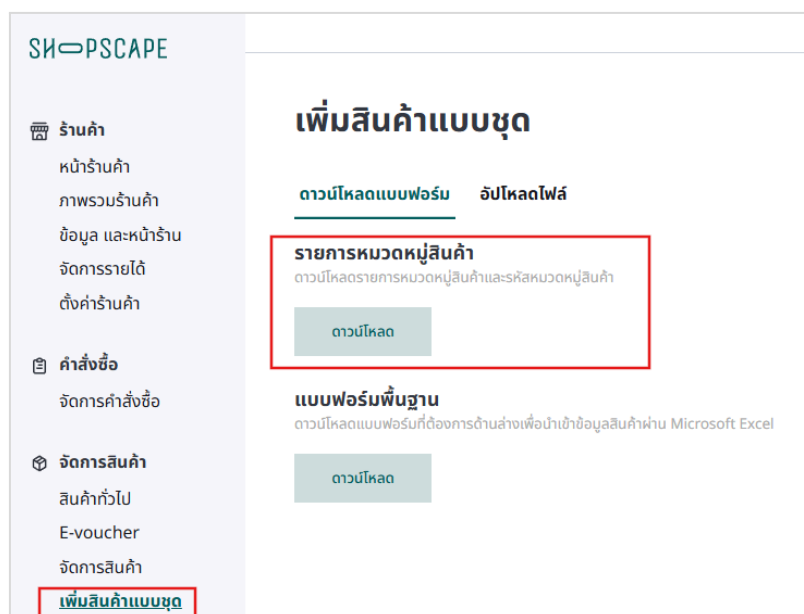 SHOPSCAPE
ร้านค้า
หน้าร้านค้า
ภาพรวมร้านค้า
ข้อมูล และหน้าร้าน
จัดการรายได้
ตั้งค่าร้านค้า
คำสั่งซื้อ
จัดการคำสั่งซื้อ
จัดการสินค้า
สินค้าทั่วไป
E-voucher
จัดการสินค้า
เพิ่มสินค้าแบบชุด
เพิ่มสินค้าแบบชุด
ดาวน์โหลดแบบฟอร์ม อัปโหลดไฟล์
รายการหมวดหมู่สินค้า
ดาวน์โหลดรายการหมวดหมู่สินค้าและรหัสหมวดหมู่สินค้า
ดาวน์โหลด
แบบฟอร์มพื้นฐาน
ดาวน์โหลดแบบฟอร์มที่ต้องการด้านล่างเพื่อนำเข้าข้อมูลสินค้าผ่าน Microsoft Excel
ดาวน์โหลด